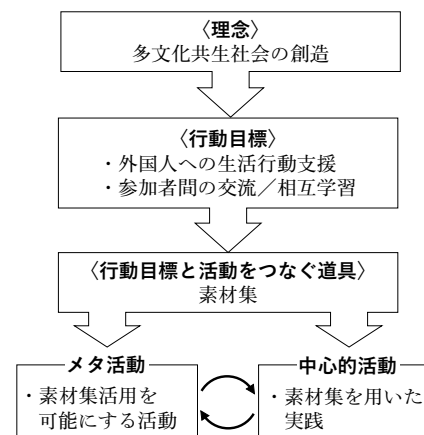 〈理念〉
多文化共生社会の創造
〈行動目標〉
・外国人への生活行動支援
・参加者間の交流／相互学習
〈行動目標と活動をつなぐ道具〉
素材集
メタ活動
・素材集活用を
可能にする活動
中心的活動
・素材集を用いた
実践